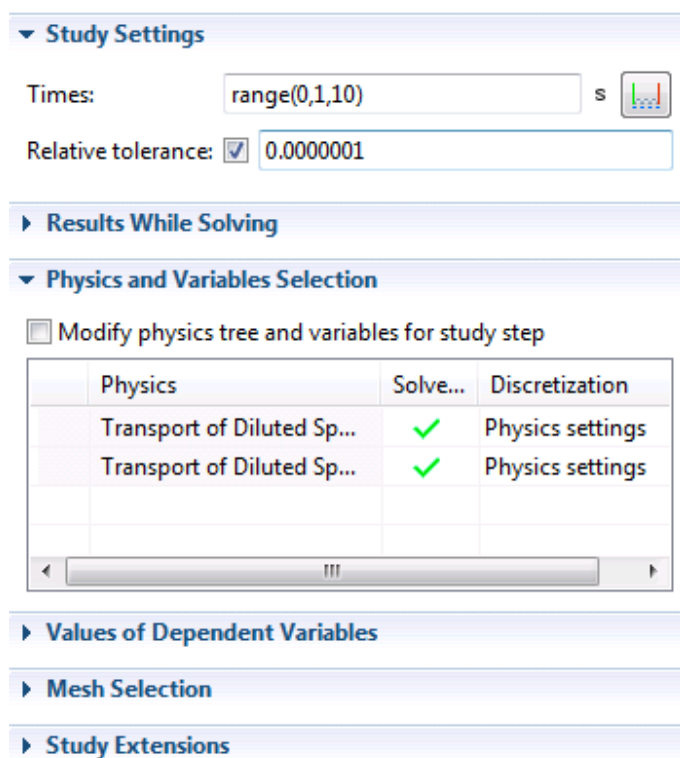 Study Settings
Times: range(0,1,10) s
Relative tolerance: 0.0000001
Results While Solving
Physics and Variables Selection
Modify physics tree and variables for study step
Physics Solve... Discretization
Transport of Diluted Sp... Physics settings
Transport of Diluted Sp... Physics settings
Values of Dependent Variables
Mesh Selection
Study Extensions